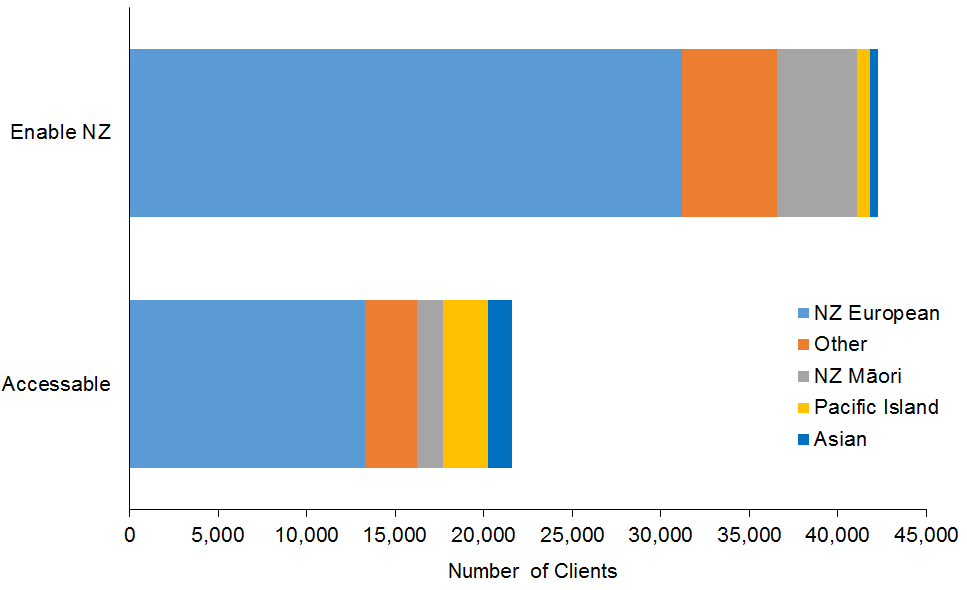 Enable NZ
Accessable
NZ European
Other
NZ Māori
Pacific Island
Asian
0 5,000 10,000 15,000 20,000 25,000 30,000 35,000 40,000 45,000
Number of Clients